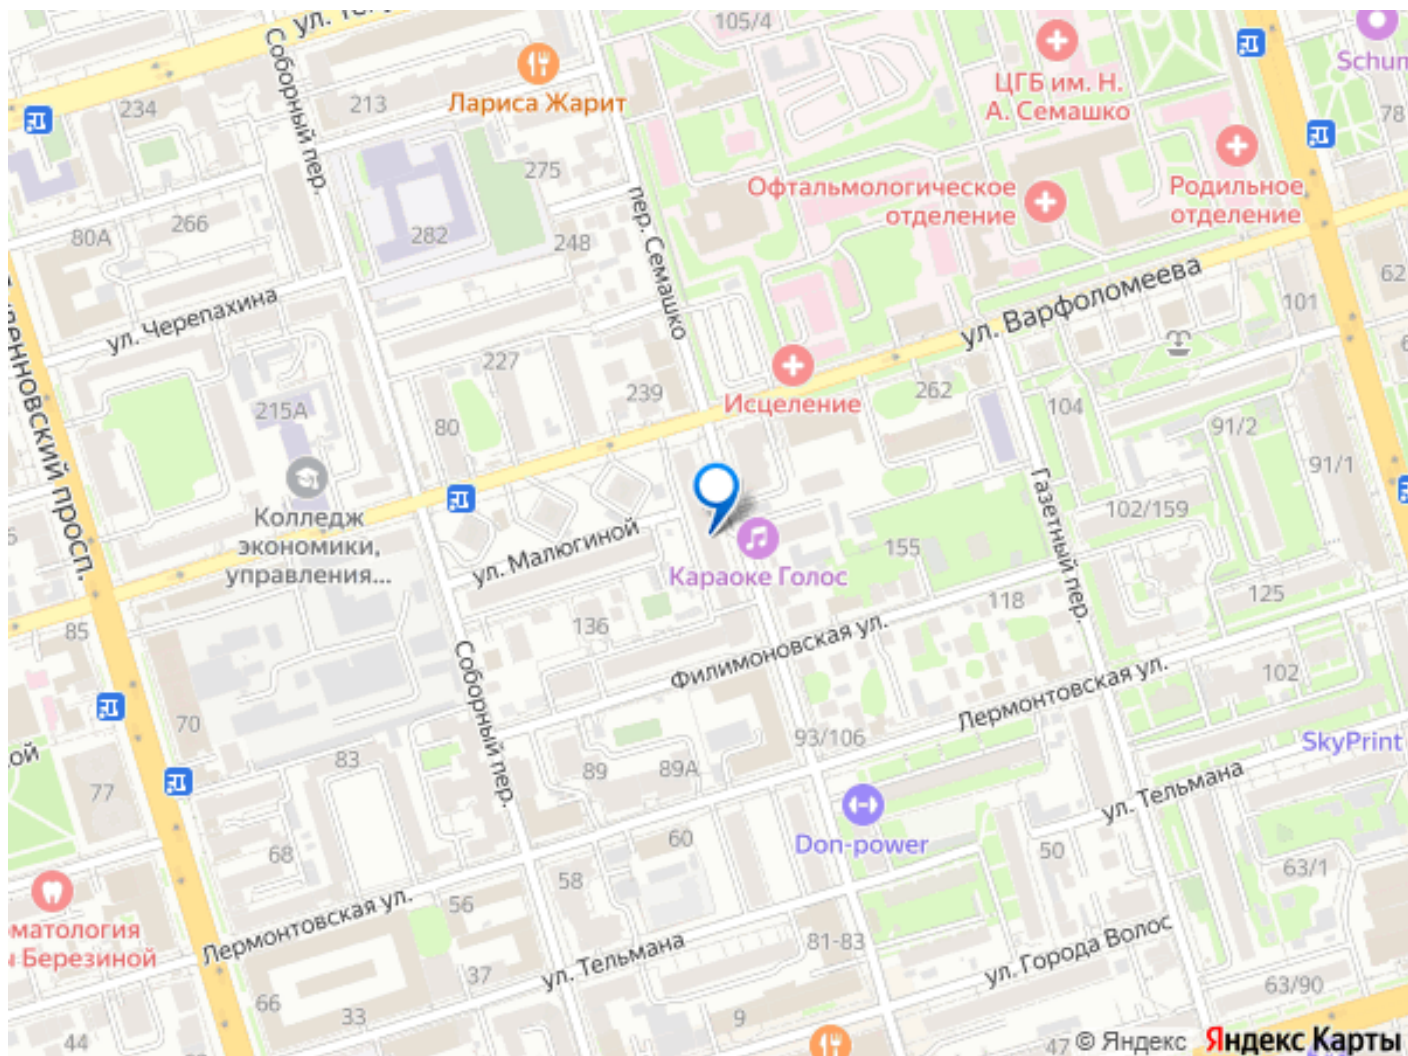 105/4
Schum
ЦГБ им. Н.
А. Семашко
Лариса Жарит
234
213
78
Соборный пер.
275
Офтальмологическое
отделение
Родильное
отделение
пер. Семашко
266
80А
282
248
62
ул. Варфоломеева
101
ул. Черепахина
227
239
Исцеление
262
104
215А
80
91/2
91/1
Колледж
экономики,
управления...
ул. Малюгиной
Караоке Голос
155
102/159
Газетный пер.
85
136
118
125
Филимоновская ул.
Соборный пер.
Лермонтовская ул.
102
70
83
89
89А
93/106
SkyPrint
77
ул. Тельмана
68
60
Don-power
50
63/1
58
56
Лермонтовская ул.
матология
Березиной
37
ул. Тельмана
81-83
ул. Города Волос
66
33
9
63/90
44
47
© Яндекс
Яндекс Карты